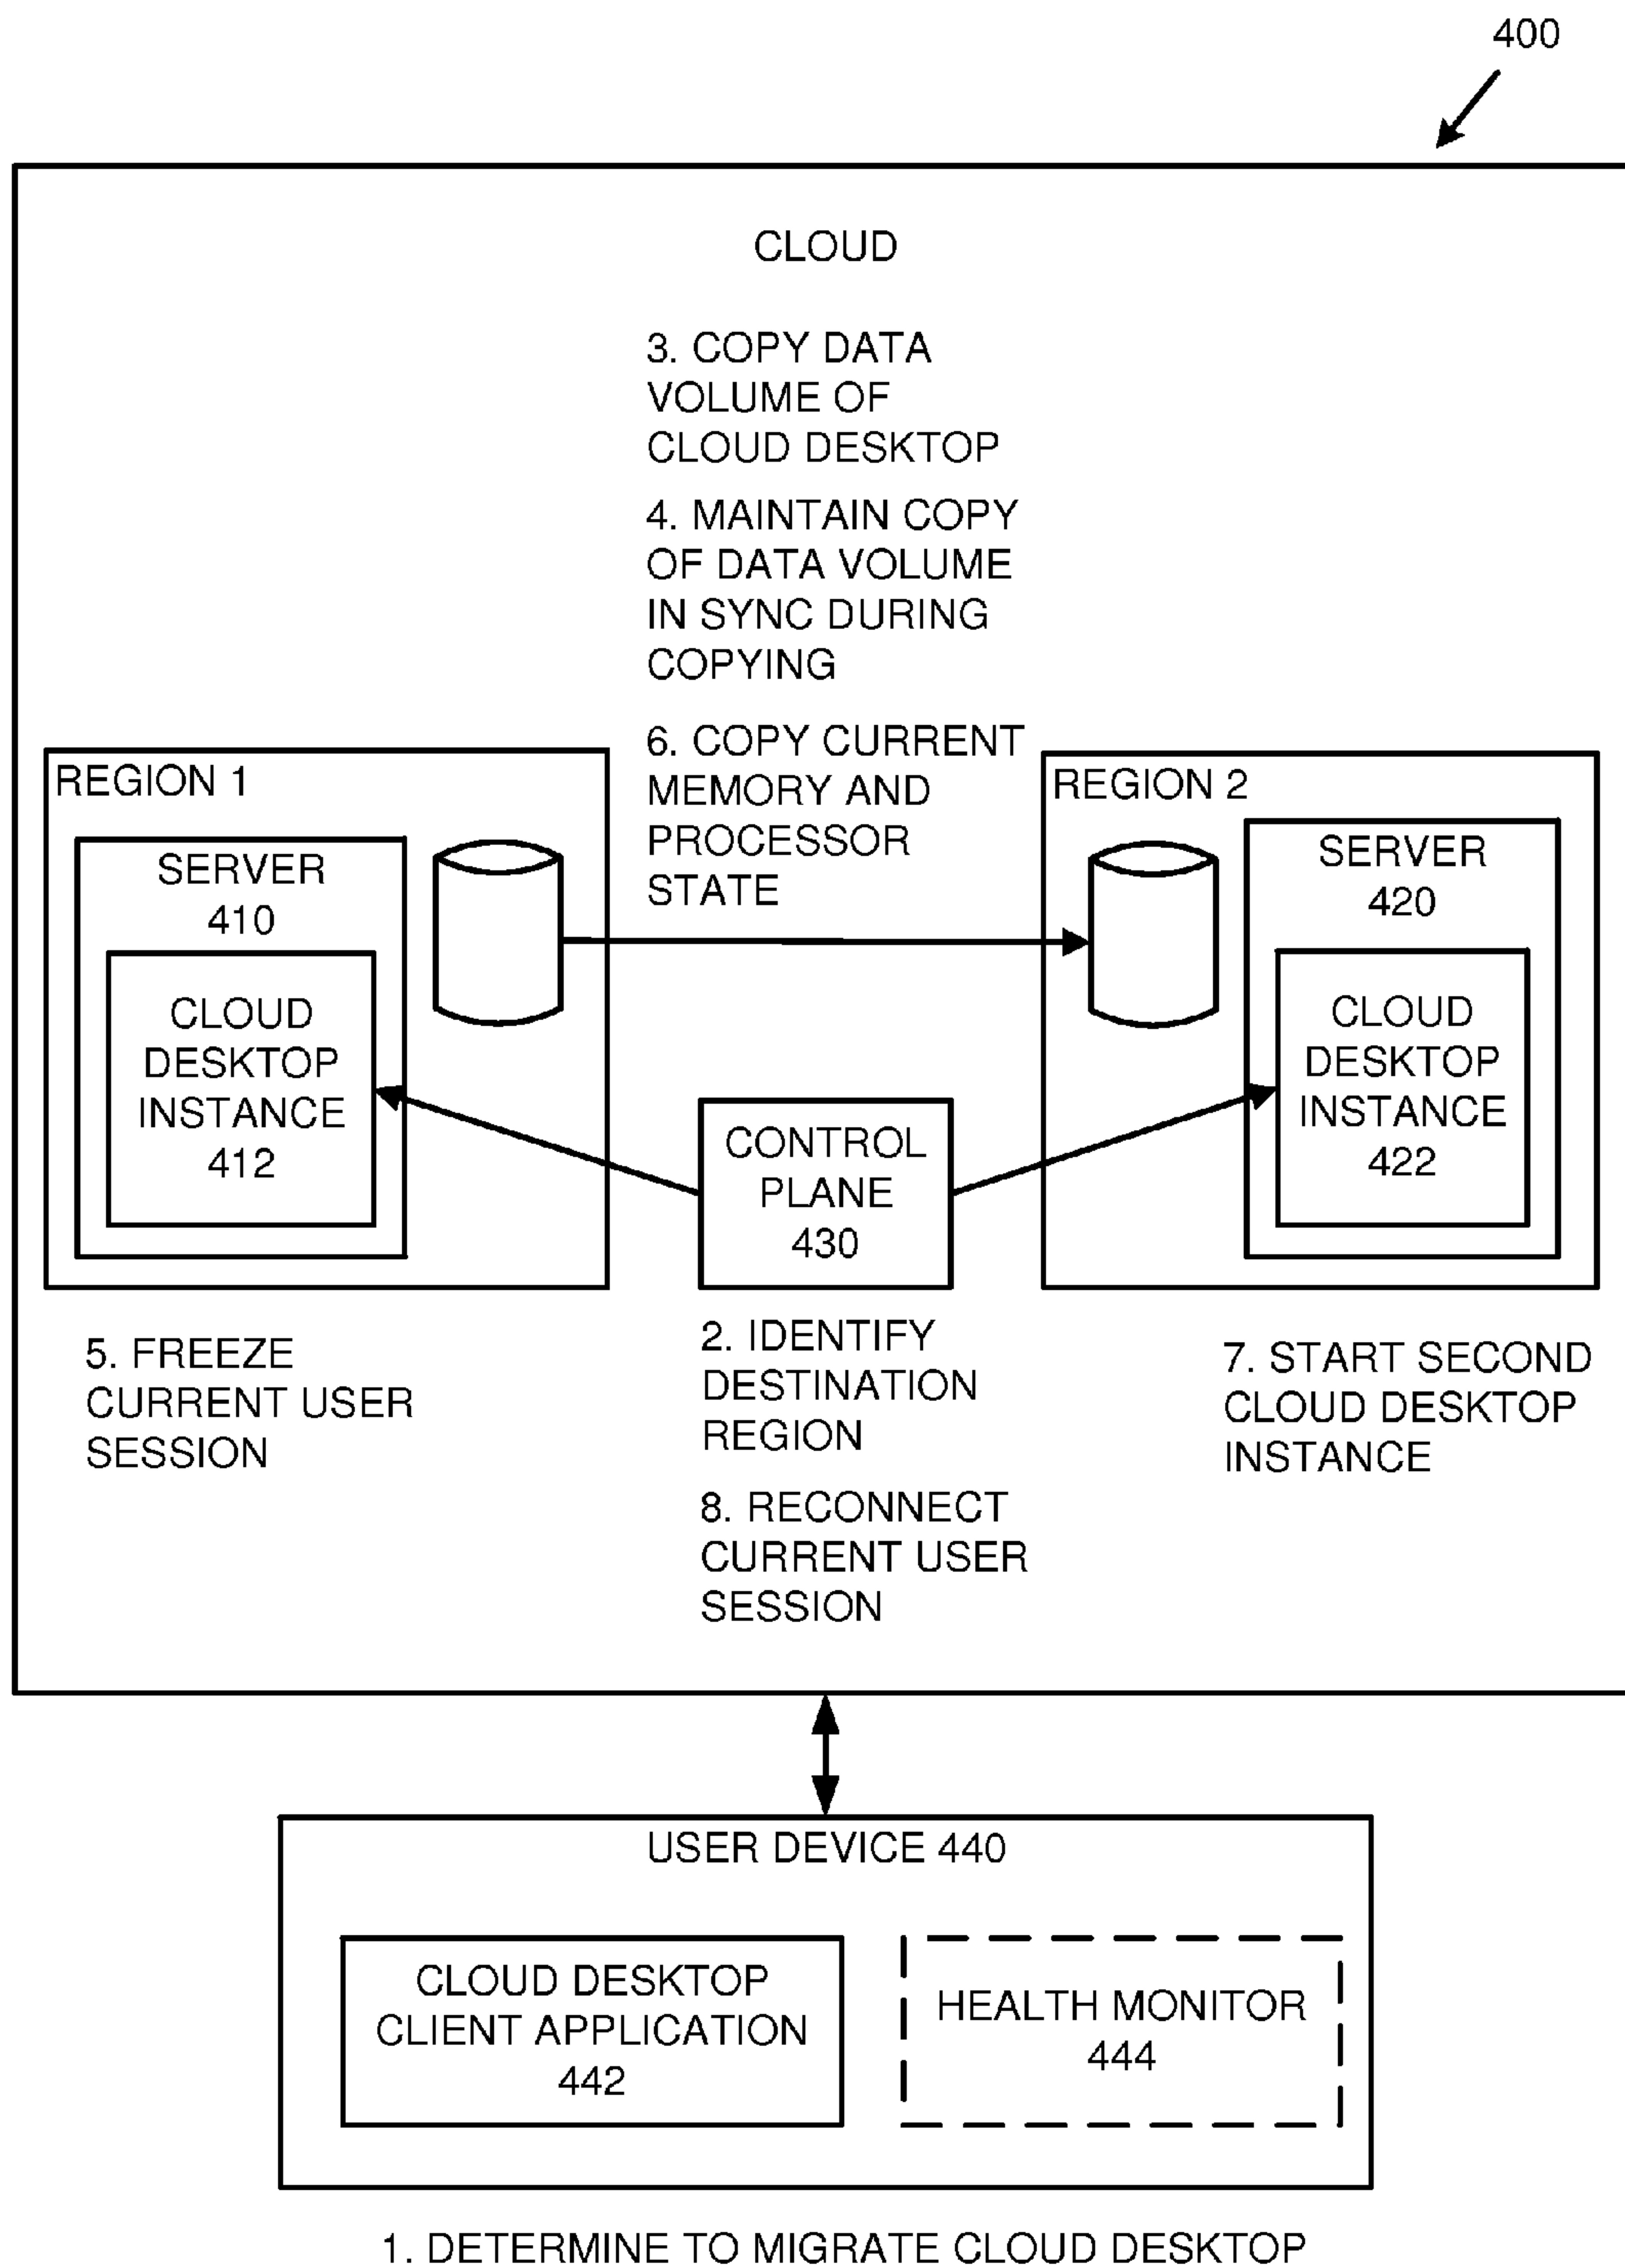 400
CLOUD
3. COPY DATA
VOLUME OF
CLOUD DESKTOP
4. MAINTAIN COPY
OF DATA VOLUME
IN SYNC DURING
COPYING
6. COPY CURRENT
MEMORY AND
PROCESSOR
STATE
REGION 1
SERVER
410
CLOUD
DESKTOP
INSTANCE
412
REGION 2
SERVER
420
CLOUD
DESKTOP
INSTANCE
422
CONTROL
PLANE
430
5. FREEZE
CURRENT USER
SESSION
2. IDENTIFY
DESTINATION
REGION
7. START SECOND
CLOUD DESKTOP
INSTANCE
8. RECONNECT
CURRENT USER
SESSION
USER DEVICE 440
CLOUD DESKTOP
CLIENT APPLICATION
442
HEALTH MONITOR
444
1. DETERMINE TO MIGRATE CLOUD DESKTOP